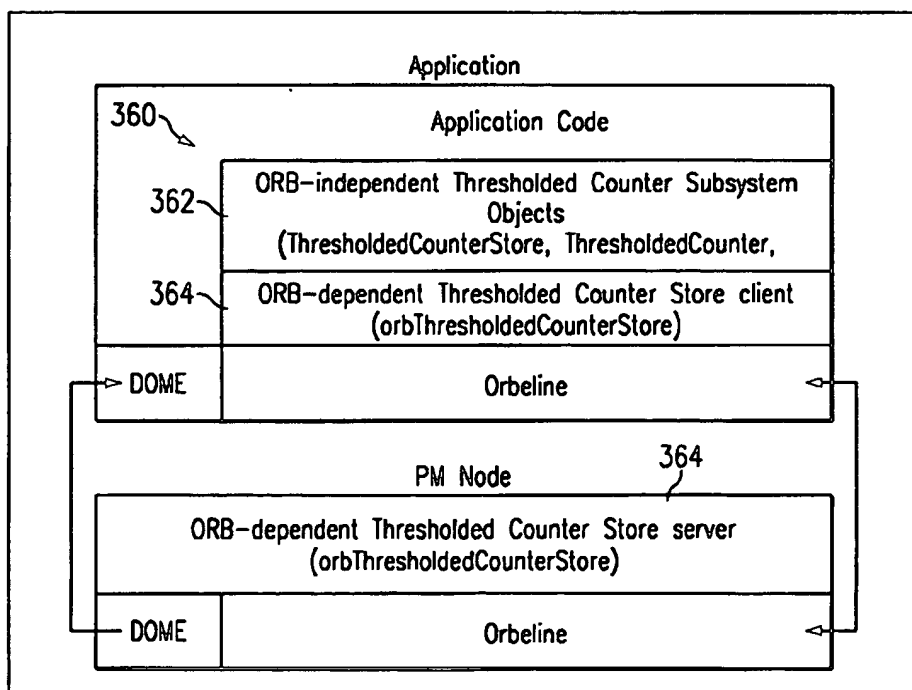 Application
360
Application Code
362
ORB-independent Thresholded Counter Subsystem
Objects
(ThresholdedCounterStore, ThresholdedCounter,
364
ORB-dependent Thresholded Counter Store client
(orbThresholdedCounterStore)
DOME
Orbeline
PM Node
364
ORB-dependent Thresholded Counter Store server
(orbThresholdedCounterStore)
DOME
Orbeline